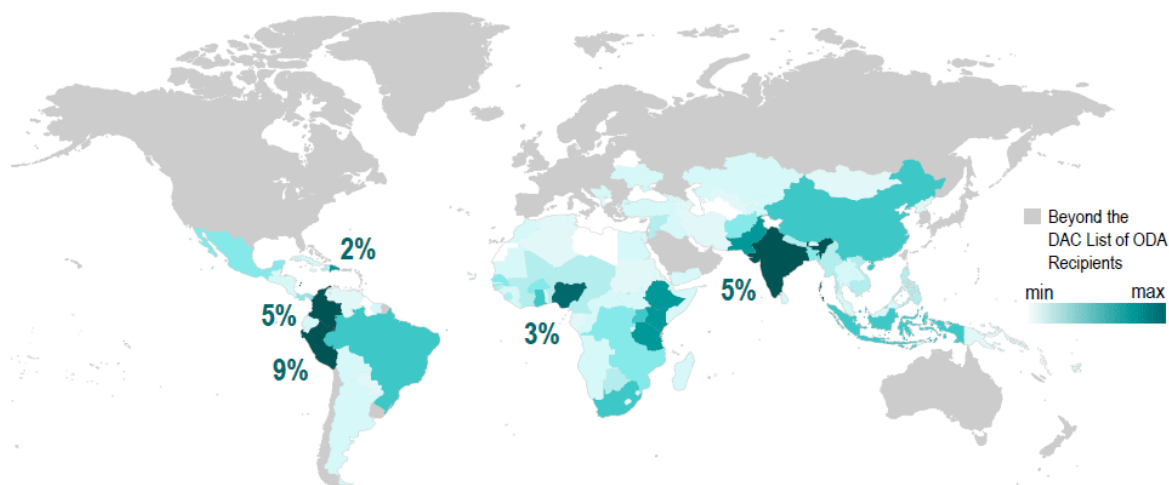 2%
5%
9%
3%
5%
Beyond the
DAC List of ODA
Recipients
min max